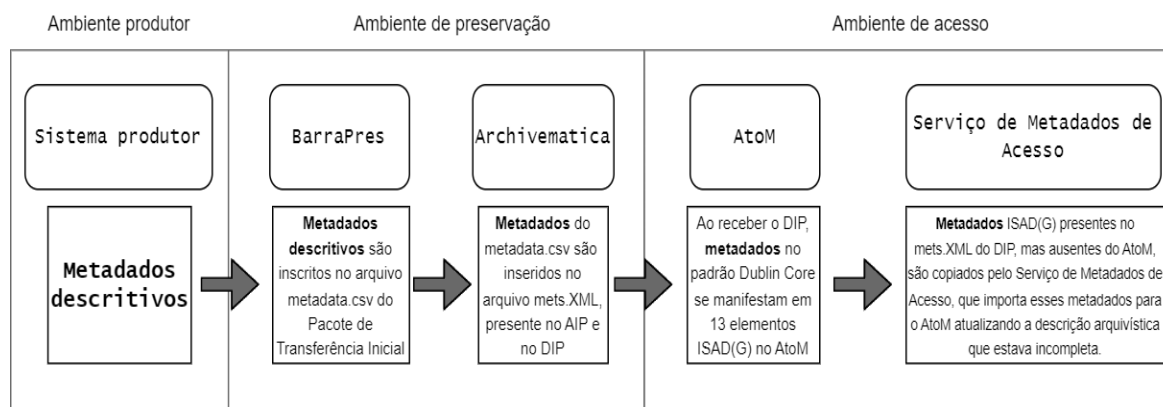 Ambiente produtor
Ambiente de preservação
Ambiente de acesso
Sistema produtor
BarraPres
Archivematica
AtoM
Serviço de Metadados de
Acesso
Metadados
descritivos
Metadados
descritivos são
inscritos no arquivo
metadata.csv do
Pacote de
Transferência Inicial
Metadados do
metadata.csv são
inseridos no
arquivo mets.XML,
presente no AIP e
no DIP
Ao receber o DIP,
metadados no
padrão Dublin Core
se manifestam em
13 elementos
ISAD(G) no AtoM
Metadados ISAD(G) presentes no
mets.XML do DIP, mas ausentes do AtoM,
são copiados pelo Serviço de Metadados de
Acesso, que importa esses metadados para
o AtoM atualizando a descrição arquivística
que estava incompleta.